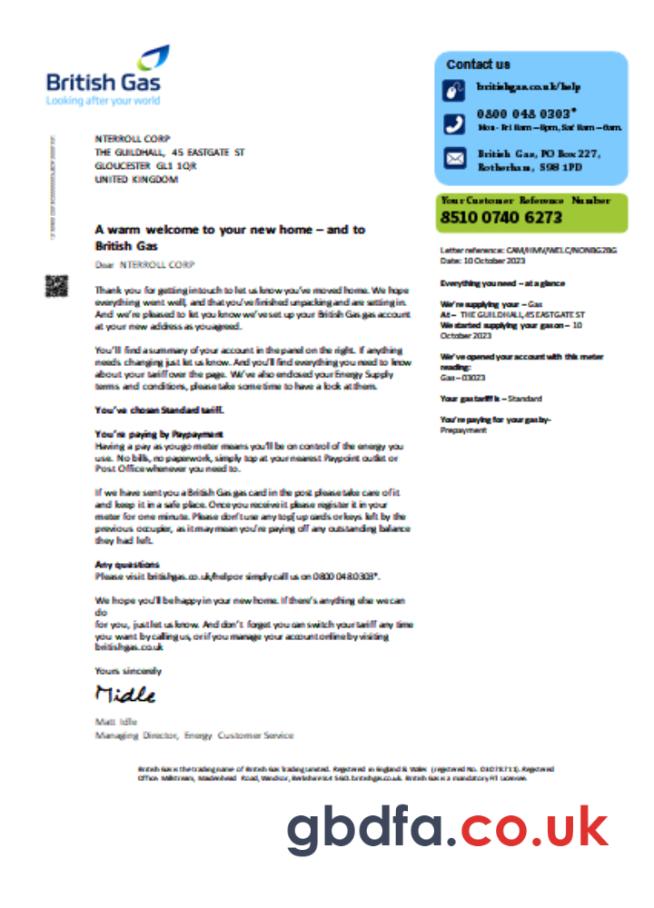 British Gas
Looking after your world
NTERROLL CORP
THE GUILDHALL, 45 EASTGATE ST
GLOUCESTER GL1 1QR
UNITED KINGDOM
A warm welcome to your new home – and to
British Gas
Dear NTERROLL CORP
Thank you for getting in touch to let us know you've moved home. We hope
everything went well, and that you've finished unpacking and are setting in.
And we're pleased to let you know we've set up your British Gas gas account
at your new address as you agreed.
You'll find a summary of your account in the panel on the right. If anything
needs changing just let us know. And you'll find everything you need to know
about your tariff over the page. We've also enclosed your Energy Supply
terms and conditions, please take some time to have a look at them.
You've chosen Standard tariff.
You're paying by Paypayment
Having a pay as you go meter means you'll be on control of the energy you
use. No bills, no paperwork, simply top at your nearest Paypoint outlet or
Post Office whenever you need to.
If we have sent you a British Gas gas card in the post please take care of it
and keep it in a safe place. Once you receive it please register it in your
meter for one minute. Please don't use any top[ up cards or keys left by the
previous occupier, as it may mean you're paying off any outstanding balance
they had left.
Any questions
Please visit britishgas.co.uk/help or simply call us on 0800 048 0303*.
We hope you'll be happy in your new home. If there's anything else we can
do
for you, just let us know. And don't forget you can switch your tariff any time
you want by calling us, or if you manage your account online by visiting
britishgas.co.uk
Yours sincerely
Midle
Matt Idle
Managing Director, Energy Customer Service
Contact us
britishgas.co.uk/help
0800 048 0303*
Mon - Fri 8am – 8pm, Sat 8am – 6pm.
British Gas, PO Box 227,
Rotherham, S98 1PD
Your Customer Reference Number
8510 0740 6273
Letter reference: CAM/HMV/WELC/NONBG2BG
Date: 10 October 2023
Everything you need – at a glance
We're supplying your – Gas
At – THE GUILDHALL, 45 EASTGATE ST
We started supplying your gas on – 10
October 2023
We've opened your account with this meter
reading:
Gas – 03023
Your gas tariff is – Standard
You're paying for your gas by-
Prepayment
British Gas is the trading name of British Gas Trading Limited. Registered in England & Wales (registered No. 03078711). Registered
Office: Millstream, Maidenhead Road, Windsor, Berkshire britishgas.co.uk. British Gas is a mandatory FIT Licensee.
gbdfa.co.uk